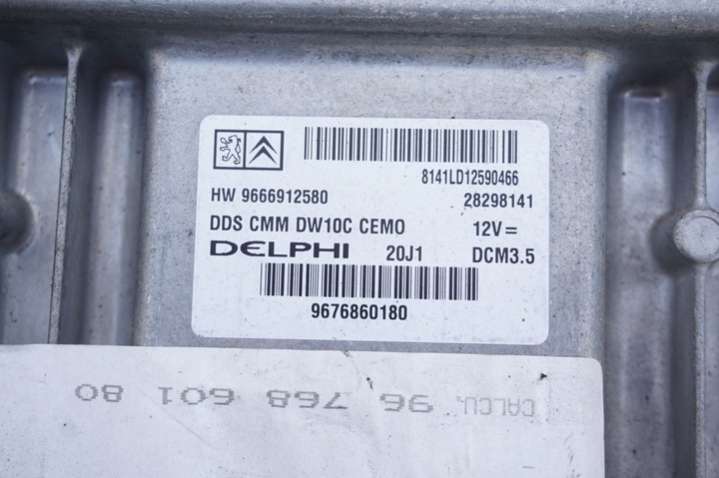 8141LD12590466
HW 9666912580 28298141
DDS CMM DW10C CEMO 12V=
DELPHI 20J1 DCM3.5
9676860180
CALCU. 96 768 601 80